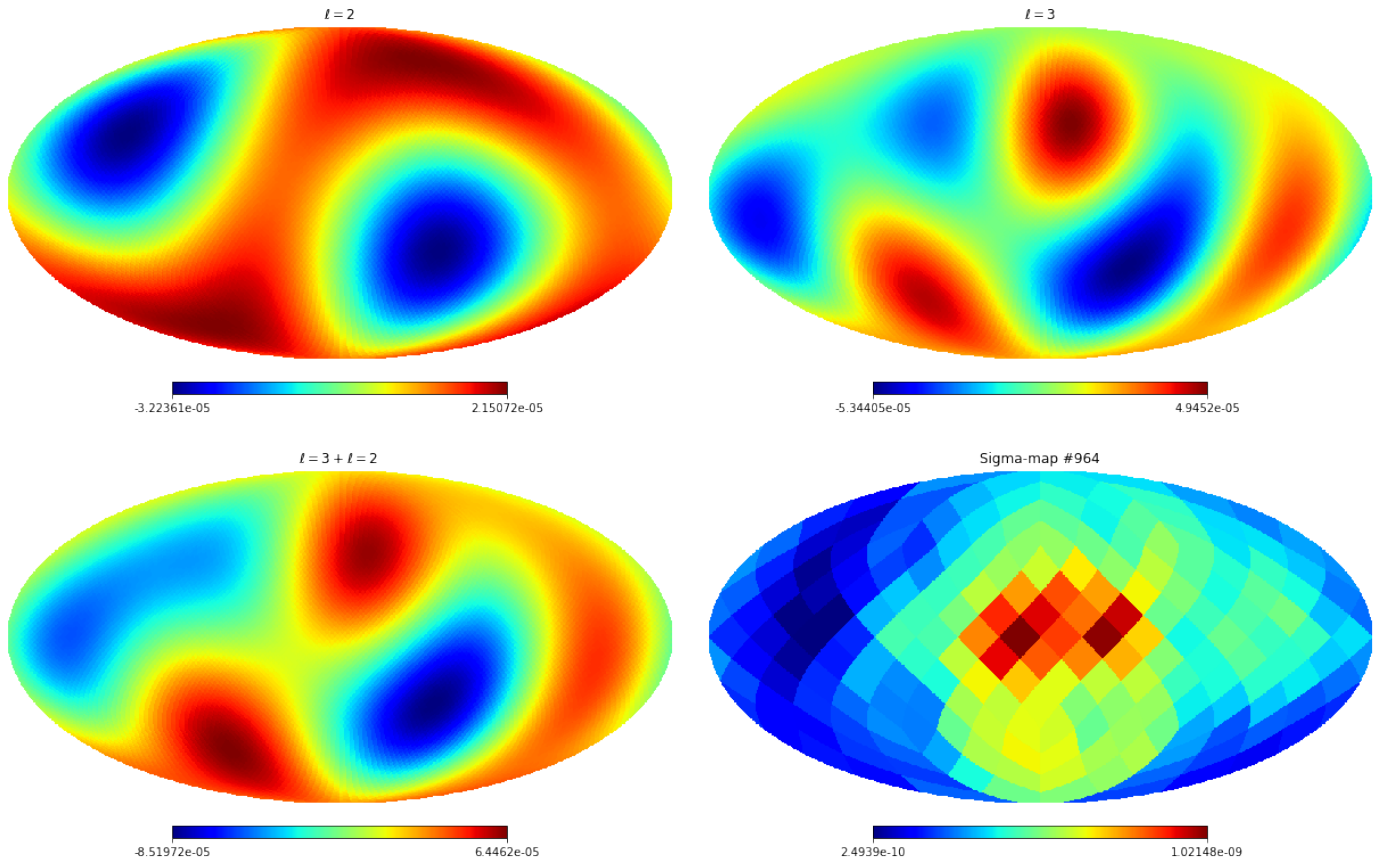 ℓ = 2
ℓ = 3
-3.22361e-05 2.15072e-05
-5.34405e-05 4.9452e-05
ℓ = 3 + ℓ = 2
Sigma-map #964
-8.51972e-05 6.4462e-05
2.4939e-10 1.02148e-09